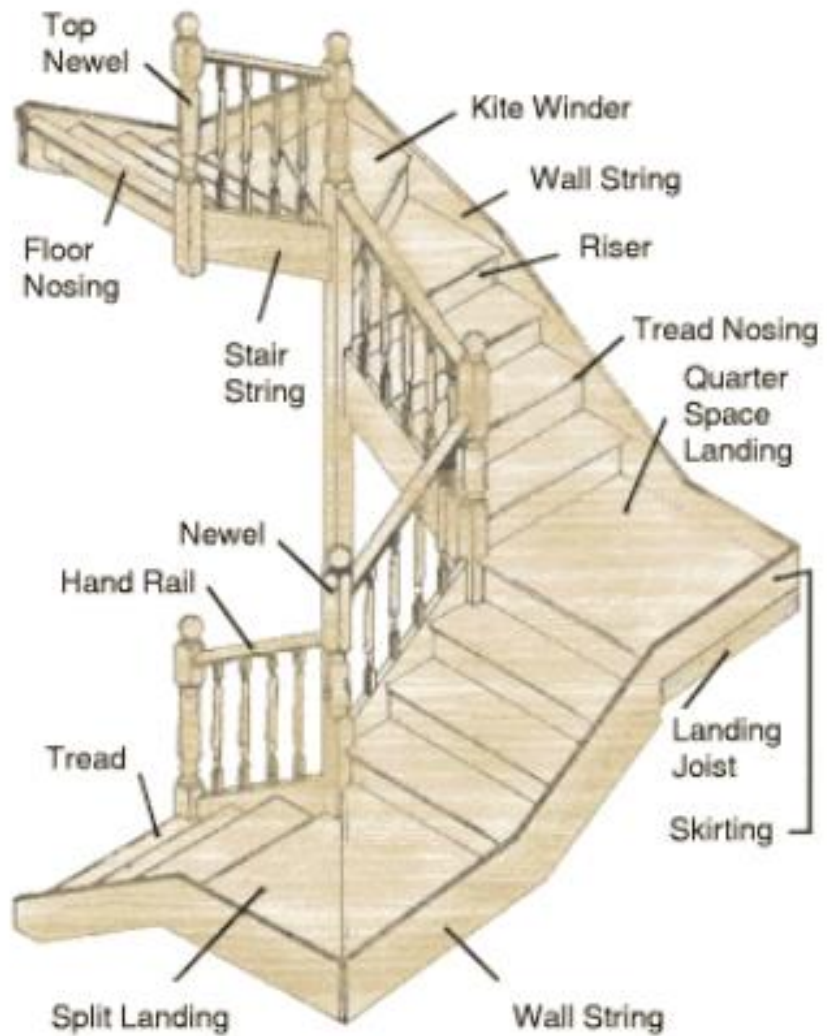 Top
Newel
Kite Winder
Wall String
Riser
Floor
Nosing
Stair
String
Tread Nosing
Quarter
Space
Landing
Newel
Hand Rail
Landing
Joist
Tread
Skirting
Split Landing
Wall String